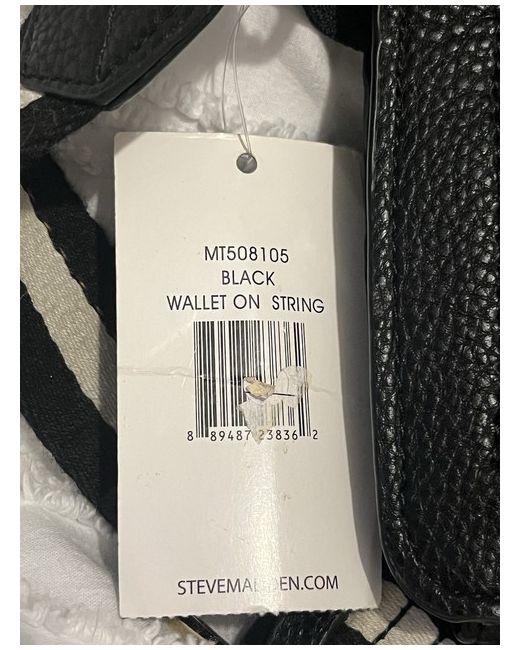 MT508105
BLACK
WALLET ON STRING
8 89487 23836 2
STEVEMADDEN.COM